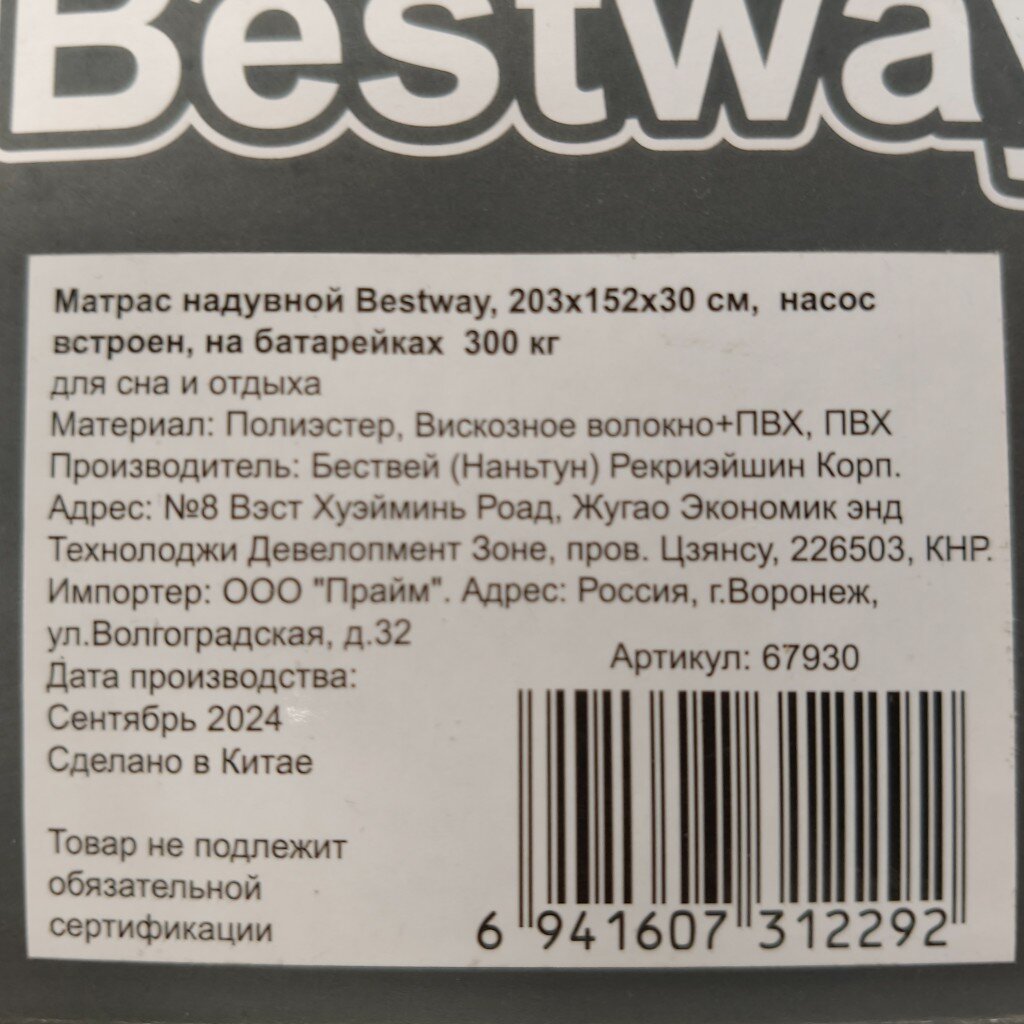 Bestway
Матрас надувной Bestway, 203х152х30 см, насос
встроен, на батарейках 300 кг
для сна и отдыха
Материал: Полиэстер, Вискозное волокно+ПВХ, ПВХ
Производитель: Бествей (Наньтун) Рекриэйшин Корп.
Адрес: №8 Вэст Хуэйминь Роад, Жугао Экономик энд
Технолоджи Девелопмент Зоне, пров. Цзянсу, 226503, КНР.
Импортер: ООО "Прайм". Адрес: Россия, г.Воронеж,
ул.Волгоградская, д.32
Артикул: 67930
Дата производства:
Сентябрь 2024
Сделано в Китае
Товар не подлежит
обязательной
сертификации
6 941607 312292